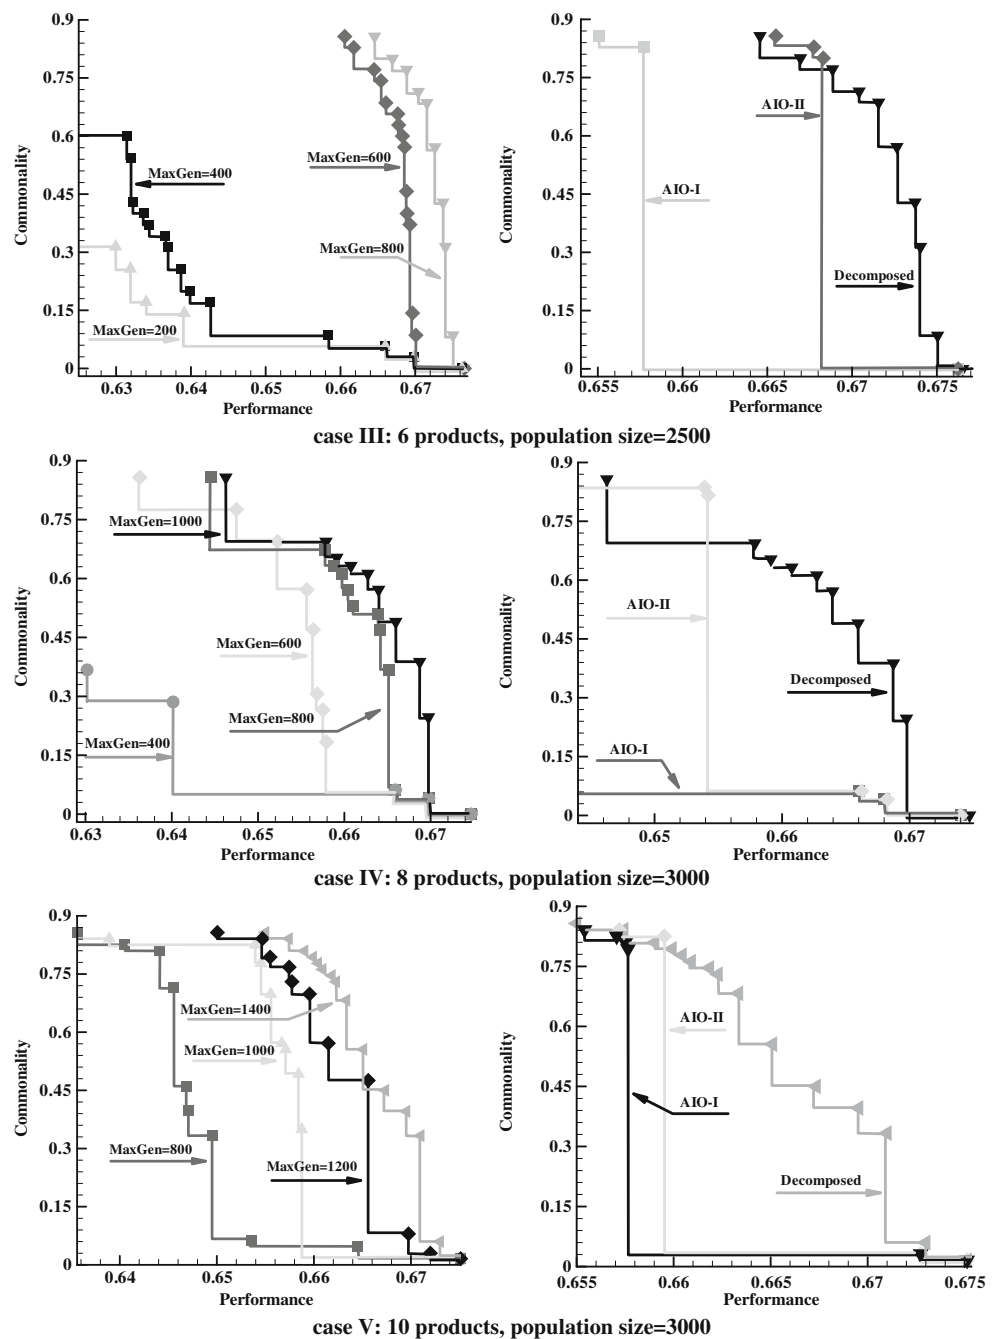 0.9
0.75
0.6
0.45
0.3
0.15
0
Commonality
MaxGen=400
MaxGen=200
MaxGen=600
MaxGen=800
0.63
0.64
0.65
0.66
0.67
Performance
0.9
0.75
0.6
0.45
0.3
0.15
0
Commonality
AIO-II
AIO-I
Decomposed
0.655
0.66
0.665
0.67
0.675
Performance
case III: 6 products, population size=2500
0.9
0.75
0.6
0.45
0.3
0.15
0
Commonality
MaxGen=1000
MaxGen=600
MaxGen=800
MaxGen=400
0.63
0.64
0.65
0.66
0.67
Performance
0.9
0.75
0.6
0.45
0.3
0.15
0
Commonality
AIO-II
Decomposed
AIO-I
0.65
0.66
0.67
Performance
case IV: 8 products, population size=3000
0.9
0.75
0.6
0.45
0.3
0.15
0
Commonality
MaxGen=1400
MaxGen=1000
MaxGen=800
MaxGen=1200
0.64
0.65
0.66
0.67
Performance
0.9
0.75
0.6
0.45
0.3
0.15
0
Commonality
AIO-II
AIO-I
Decomposed
0.655
0.66
0.665
0.67
0.675
Performance
case V: 10 products, population size=3000